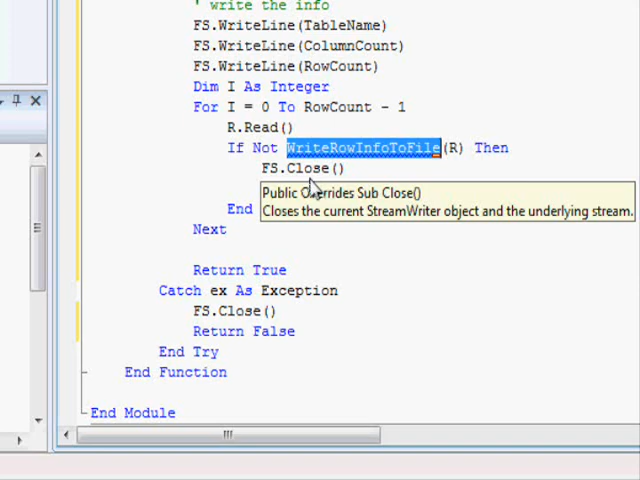 ' write the info
FS.WriteLine(TableName)
FS.WriteLine(ColumnCount)
FS.WriteLine(RowCount)
Dim I As Integer
For I = 0 To RowCount - 1
R.Read()
If Not WriteRowInfoToFile(R) Then
FS.Close()
Public Overrides Sub Close()
Closes the current StreamWriter object and the underlying stream.
End
Next
Return True
Catch ex As Exception
FS.Close()
Return False
End Try
End Function
End Module